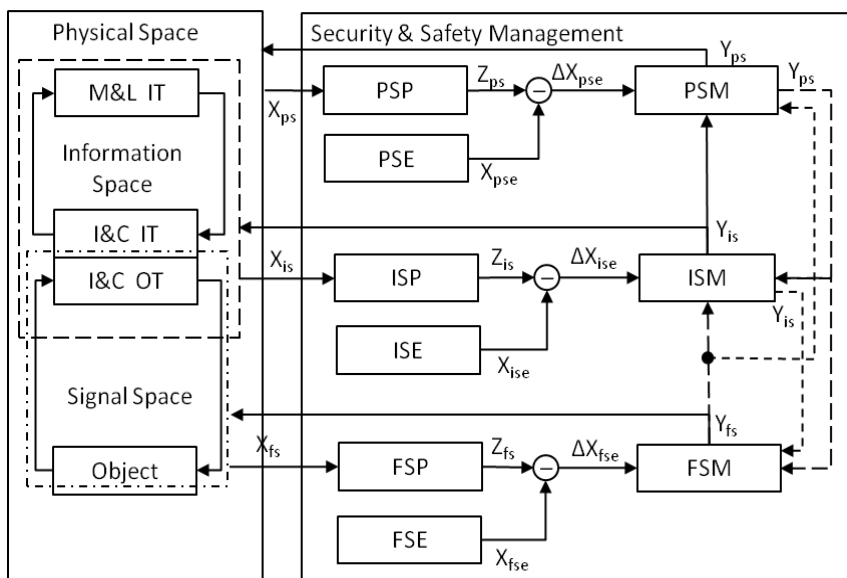 Physical Space
Security & Safety Management
M&L IT
Information
Space
I&C IT
I&C OT
Signal Space
Object
X_ps
PSP
Z_ps
−
ΔX_pse
PSM
Y_ps
Y_ps
PSE
X_pse
X_is
ISP
Z_is
−
ΔX_ise
ISM
Y_is
Y_is
ISE
X_ise
X_fs
FSP
Z_fs
−
ΔX_fse
FSM
Y_fs
FSE
X_fse